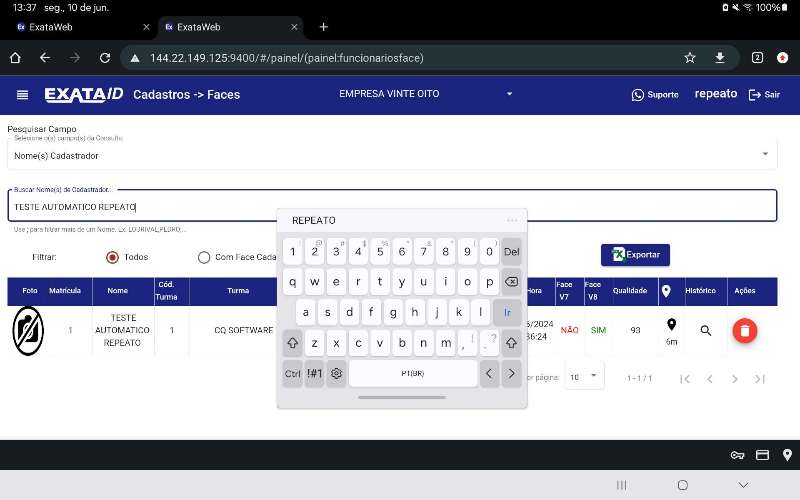 13:37 seg., 10 de jun. 100%
ExataWeb
ExataWeb
144.22.149.125:9400/#/painel/(painel:funcionariosface)
2
EXATA ID Cadastros -> Faces EMPRESA VINTE OITO Suporte repeato Sair
Pesquisar Campo
Selecione o(s) campo(s) da Consulta
Nome(s) Cadastrador
Buscar Nome(s) de Cadastrador...
TESTE AUTOMATICO REPEATO
Use ; para filtrar mais de um Nome. Ex: LOURIVAL;PEDRO;...
Filtrar: Todos Com Face Cada Exportar
Foto Matrícula Nome Cód. Turma Turma Hora Face V7 Face V8 Qualidade Histórico Ações
1 TESTE AUTOMATICO REPEATO 1 CQ SOFTWARE 6/2024 36:24 NÃO SIM 93 6m
or página: 10 1 - 1 / 1
REPEATO
1 2 3 4 5 6 7 8 9 0 Del
q w e r t y u i o p
a s d f g h j k l Ir
z x c v b n m , ! . ?
Ctrl !#1 PT(BR)